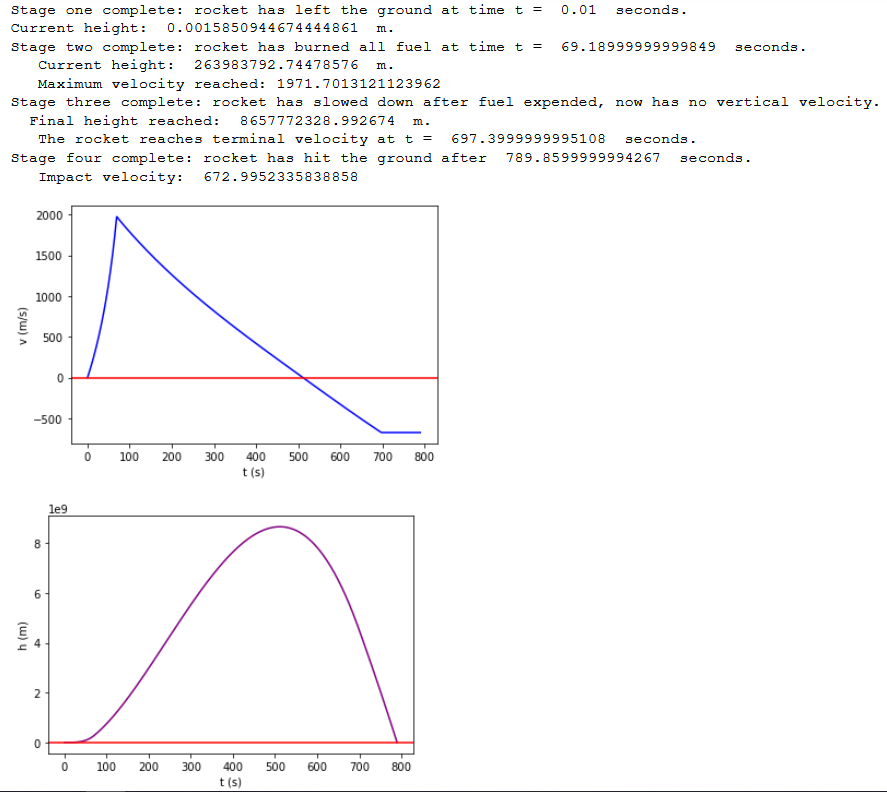 Stage one complete: rocket has left the ground at time t =  0.01  seconds.
Current height:  0.0015850944674444861  m.
Stage two complete: rocket has burned all fuel at time t =  69.18999999999849  seconds.
Current height:  263983792.74478576  m.
Maximum velocity reached: 1971.7013121123962
Stage three complete: rocket has slowed down after fuel expended, now has no vertical velocity.
Final height reached:  8657772328.992674  m.
The rocket reaches terminal velocity at t =  697.3999999995108  seconds.
Stage four complete: rocket has hit the ground after  789.8599999994267  seconds.
Impact velocity:  672.9952335838858
2000
1500
1000
500
0
−500
v (m/s)
0 100 200 300 400 500 600 700 800
t (s)
1e9
8
6
4
2
0
h (m)
0 100 200 300 400 500 600 700 800
t (s)